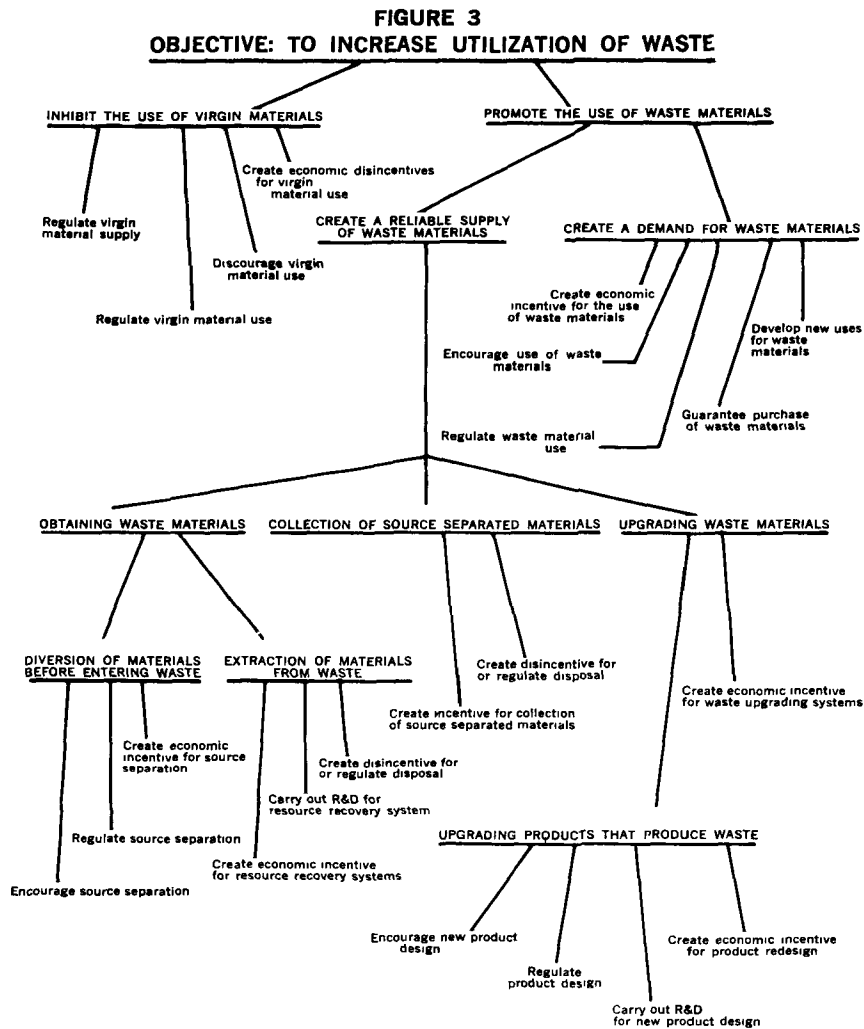 FIGURE 3
OBJECTIVE: TO INCREASE UTILIZATION OF WASTE
INHIBIT THE USE OF VIRGIN MATERIALS
Regulate virgin
material supply
Regulate virgin material use
Discourage virgin
material use
Create economic disincentives
for virgin
material use
PROMOTE THE USE OF WASTE MATERIALS
CREATE A RELIABLE SUPPLY
OF WASTE MATERIALS
CREATE A DEMAND FOR WASTE MATERIALS
Create economic
incentive for the use
of waste materials
Encourage use of waste
materials
Regulate waste material
use
Guarantee purchase
of waste materials
Develop new uses
for waste
materials
OBTAINING WASTE MATERIALS
COLLECTION OF SOURCE SEPARATED MATERIALS
UPGRADING WASTE MATERIALS
DIVERSION OF MATERIALS
BEFORE ENTERING WASTE
Encourage source separation
Regulate source separation
Create economic
incentive for source
separation
EXTRACTION OF MATERIALS
FROM WASTE
Create economic incentive
for resource recovery systems
Carry out R&D for
resource recovery system
Create disincentive for
or regulate disposal
Create incentive for collection
of source separated materials
Create disincentive for
or regulate disposal
Create economic incentive
for waste upgrading systems
UPGRADING PRODUCTS THAT PRODUCE WASTE
Encourage new product
design
Regulate
product design
Carry out R&D
for new product design
Create economic incentive
for product redesign